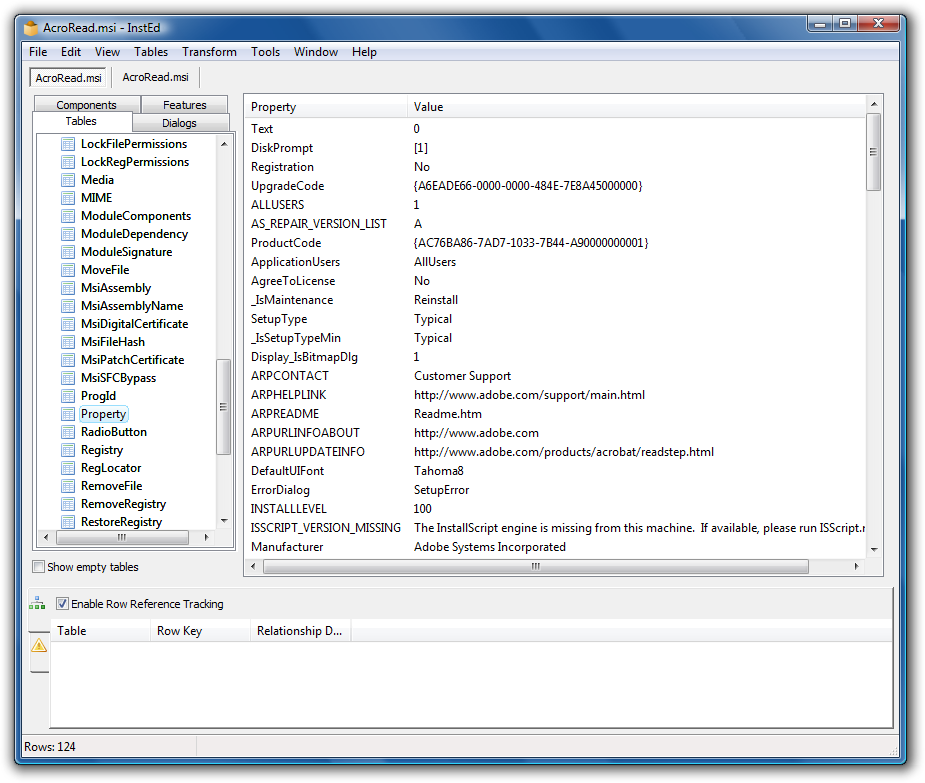 AcroRead.msi - InstEd
File Edit View Tables Transform Tools Window Help
AcroRead.msi AcroRead.msi
Components Features
Tables Dialogs
LockFilePermissions
LockRegPermissions
Media
MIME
ModuleComponents
ModuleDependency
ModuleSignature
MoveFile
MsiAssembly
MsiAssemblyName
MsiDigitalCertificate
MsiFileHash
MsiPatchCertificate
MsiSFCBypass
ProgId
Property
RadioButton
Registry
RegLocator
RemoveFile
RemoveRegistry
RestoreRegistry
Show empty tables
Property Value
Text 0
DiskPrompt [1]
Registration No
UpgradeCode {A6EADE66-0000-0000-484E-7E8A45000000}
ALLUSERS 1
AS_REPAIR_VERSION_LIST A
ProductCode {AC76BA86-7AD7-1033-7B44-A90000000001}
ApplicationUsers AllUsers
AgreeToLicense No
_IsMaintenance Reinstall
SetupType Typical
_IsSetupTypeMin Typical
Display_IsBitmapDlg 1
ARPCONTACT Customer Support
ARPHELPLINK http://www.adobe.com/support/main.html
ARPREADME Readme.htm
ARPURLINFOABOUT http://www.adobe.com
ARPURLUPDATEINFO http://www.adobe.com/products/acrobat/readstep.html
DefaultUIFont Tahoma8
ErrorDialog SetupError
INSTALLLEVEL 100
ISSCRIPT_VERSION_MISSING The InstallScript engine is missing from this machine. If available, please run ISScript.r
Manufacturer Adobe Systems Incorporated
Enable Row Reference Tracking
Table Row Key Relationship D...
Rows: 124